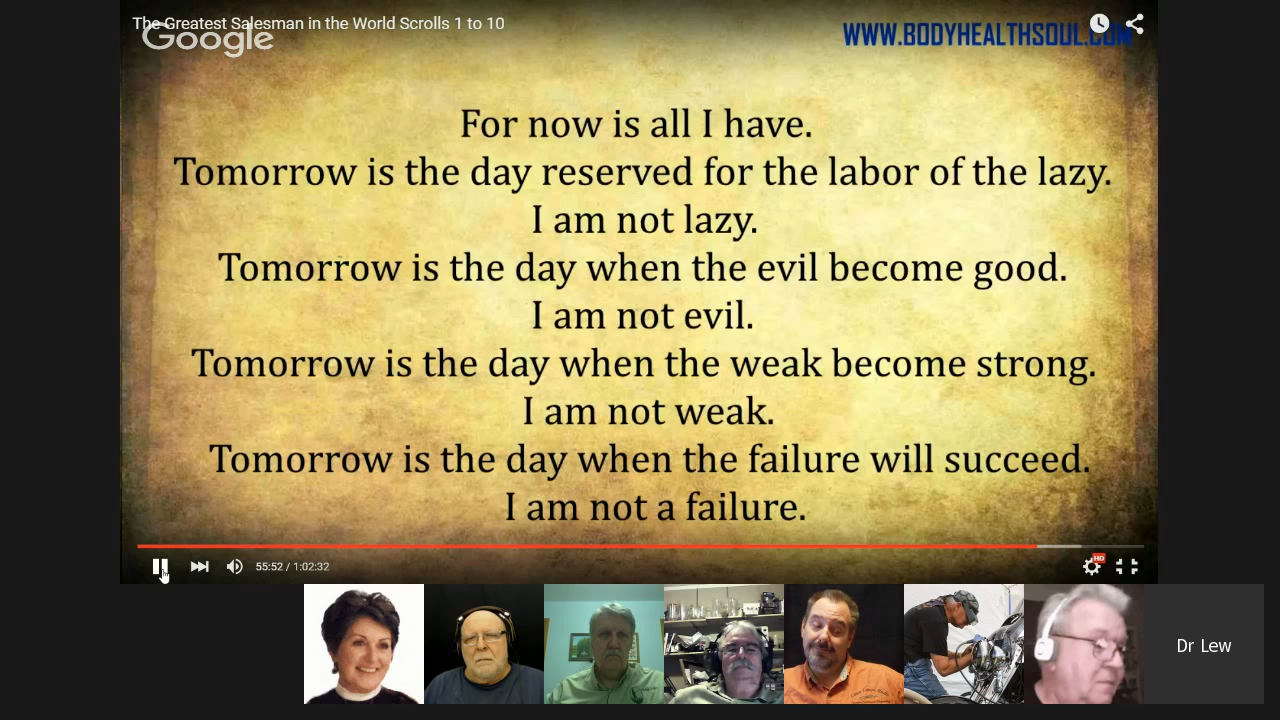 The Greatest Salesman in the World Scrolls 1 to 10
Google
WWW.BODYHEALTHSOUL.COM
For now is all I have.
Tomorrow is the day reserved for the labor of the lazy.
I am not lazy.
Tomorrow is the day when the evil become good.
I am not evil.
Tomorrow is the day when the weak become strong.
I am not weak.
Tomorrow is the day when the failure will succeed.
I am not a failure.
55:52 / 1:02:32
HD
Dr Lew